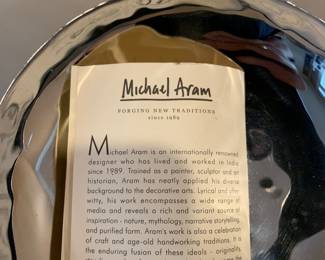 Michael Aram
FORGING NEW TRADITIONS
since 1989
Michael Aram is an internationally renowned
designer who has lived and worked in India
since 1989. Trained as a painter, sculptor and art
historian, Aram has neatly applied his diverse
background to the decorative arts. Lyrical and often
witty, his work encompasses a wide range of
media and reveals a rich and variant source of
inspiration - nature, mythology, narrative storytelling,
and purified form. Aram's work is also a celebration
of craft and age-old handworking traditions. It is
the enduring fusion of these ideals - originality,